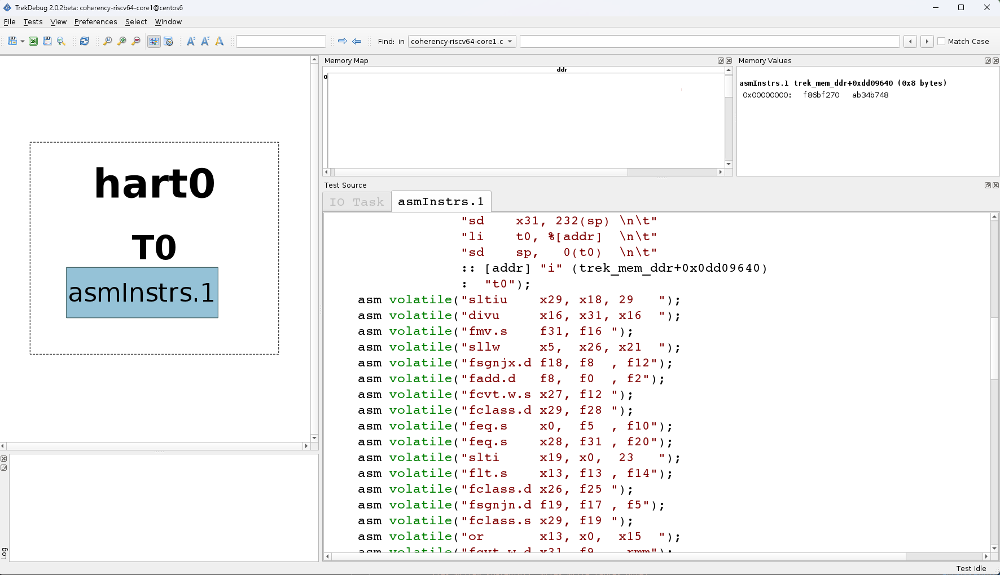 TrekDebug 2.0.2beta: coherency-riscv64-core1@centos6
File Tests View Preferences Select Window
Find: in coherency-riscv64-core1.c Match Case
hart0
T0
asmInstrs.1
Log
Memory Map
ddr
0
Memory Values
asmInstrs.1 trek_mem_ddr+0xdd09640 (0x8 bytes)
0x00000000: f86bf270 ab34b748
Test Source
IO Task asmInstrs.1
"sd x31, 232(sp) \n\t"
"li t0, %[addr] \n\t"
"sd sp, 0(t0) \n\t"
:: [addr] "i" (trek_mem_ddr+0x0dd09640)
: "t0");
asm volatile("sltiu x29, x18, 29 ");
asm volatile("divu x16, x31, x16 ");
asm volatile("fmv.s f31, f16 ");
asm volatile("sllw x5, x26, x21 ");
asm volatile("fsgnjx.d f18, f8 , f12");
asm volatile("fadd.d f8, f0 , f2");
asm volatile("fcvt.w.s x27, f12 ");
asm volatile("fclass.d x29, f28 ");
asm volatile("feq.s x0, f5 , f10");
asm volatile("feq.s x28, f31 , f20");
asm volatile("slti x19, x0, 23 ");
asm volatile("flt.s x13, f13 , f14");
asm volatile("fclass.d x26, f25 ");
asm volatile("fsgnjn.d f19, f17 , f5");
asm volatile("fclass.s x29, f19 ");
asm volatile("or x13, x0, x15 ");
asm volatile("fcvt.w.d x31, f9 , rmm");
Test Idle